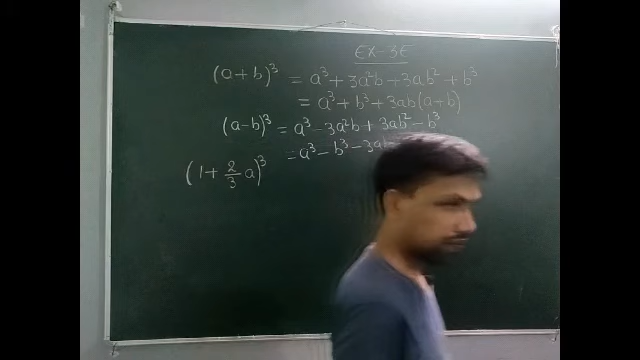 EX-3E
(a+b)³ = a³ + 3a²b + 3ab² + b³
= a³ + b³ + 3ab(a+b)
(a-b)³ = a³ - 3a²b + 3ab² - b³
= a³ - b³ - 3ab
(1 + 2/3 a)³